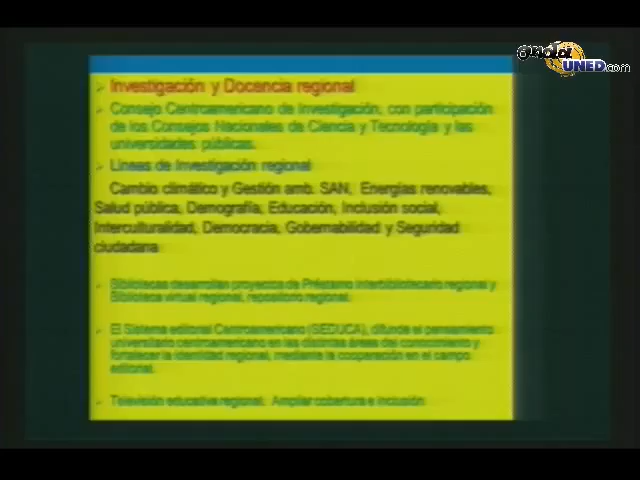 onda
UNED.com
Investigación y Docencia regional
Consejo Centroamericano de Investigación, con participación
de los Consejos Nacionales de Ciencia y Tecnología y las
universidades públicas.
Líneas de Investigación regional
Cambio climático y Gestión amb. SAN, Energías renovables,
Salud pública, Demografía, Educación, Inclusión social,
Interculturalidad, Democracia, Gobernabilidad y Seguridad
ciudadana
Bibliotecas desarrollan proyectos de Préstamo interbibliotecario regional y
Biblioteca virtual regional, repositorio regional.
El Sistema editorial Centroamericano (SEDUCA), difunde el pensamiento
universitario centroamericano en las distintas áreas del conocimiento y
fortalecer la identidad regional, mediante la cooperación en el campo
editorial.
Televisión educativa regional. Ampliar cobertura e inclusión